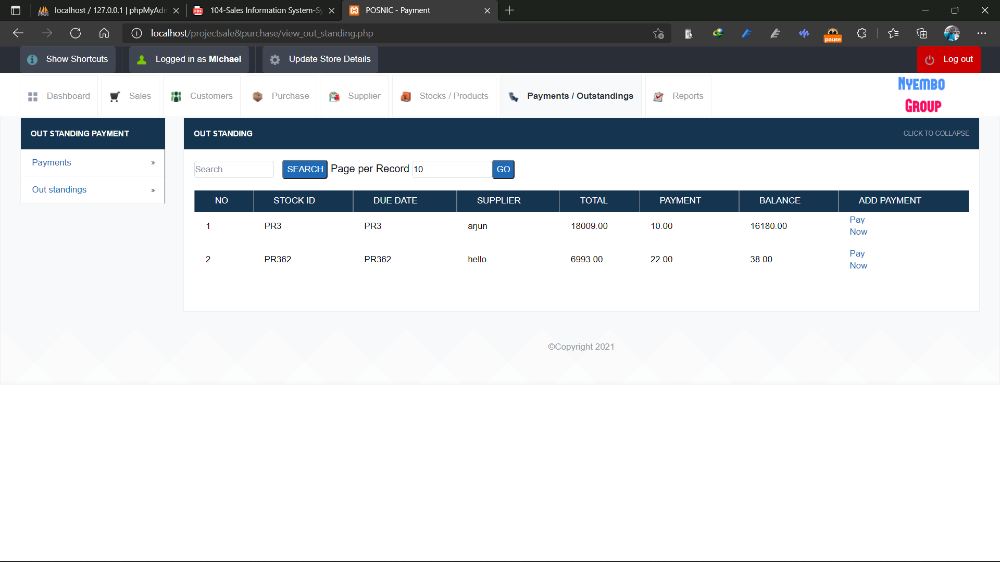 localhost / 127.0.0.1 | phpMyAdm
104-Sales Information System-Sy
POSNIC - Payment
localhost/projectsale&purchase/view_out_standing.php
pause
Show Shortcuts
Logged in as Michael
Update Store Details
Log out
Dashboard
Sales
Customers
Purchase
Supplier
Stocks / Products
Payments / Outstandings
Reports
Nyembo
Group
OUT STANDING PAYMENT
Payments »
Out standings »
OUT STANDING CLICK TO COLLAPSE
Search SEARCH Page per Record 10 GO
NO STOCK ID DUE DATE SUPPLIER TOTAL PAYMENT BALANCE ADD PAYMENT
1 PR3 PR3 arjun 18009.00 10.00 16180.00 Pay
Now
2 PR362 PR362 hello 6993.00 22.00 38.00 Pay
Now
©Copyright 2021